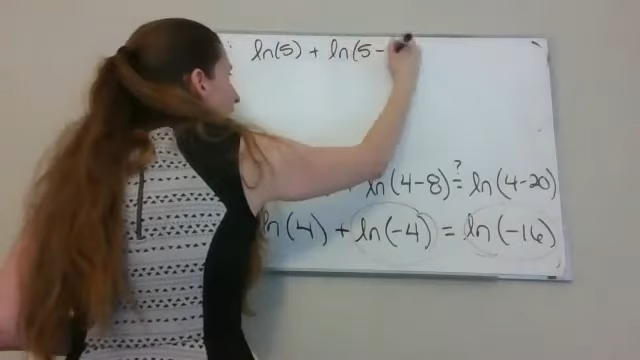 ln(5) + ln(5-
ln(4-8) ?= ln(4-20)
ln(4) + ln(-4) = ln(-16)